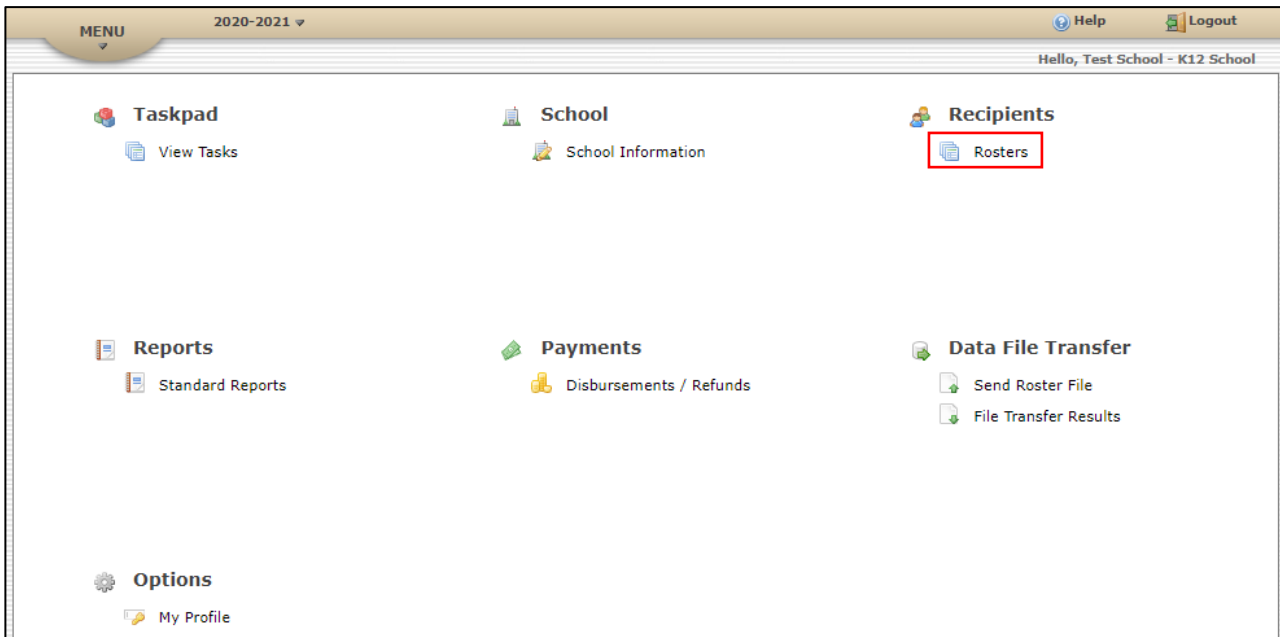 MENU
2020-2021
Help
Logout
Hello, Test School - K12 School
Taskpad
View Tasks
School
School Information
Recipients
Rosters
Reports
Standard Reports
Payments
Disbursements / Refunds
Data File Transfer
Send Roster File
File Transfer Results
Options
My Profile